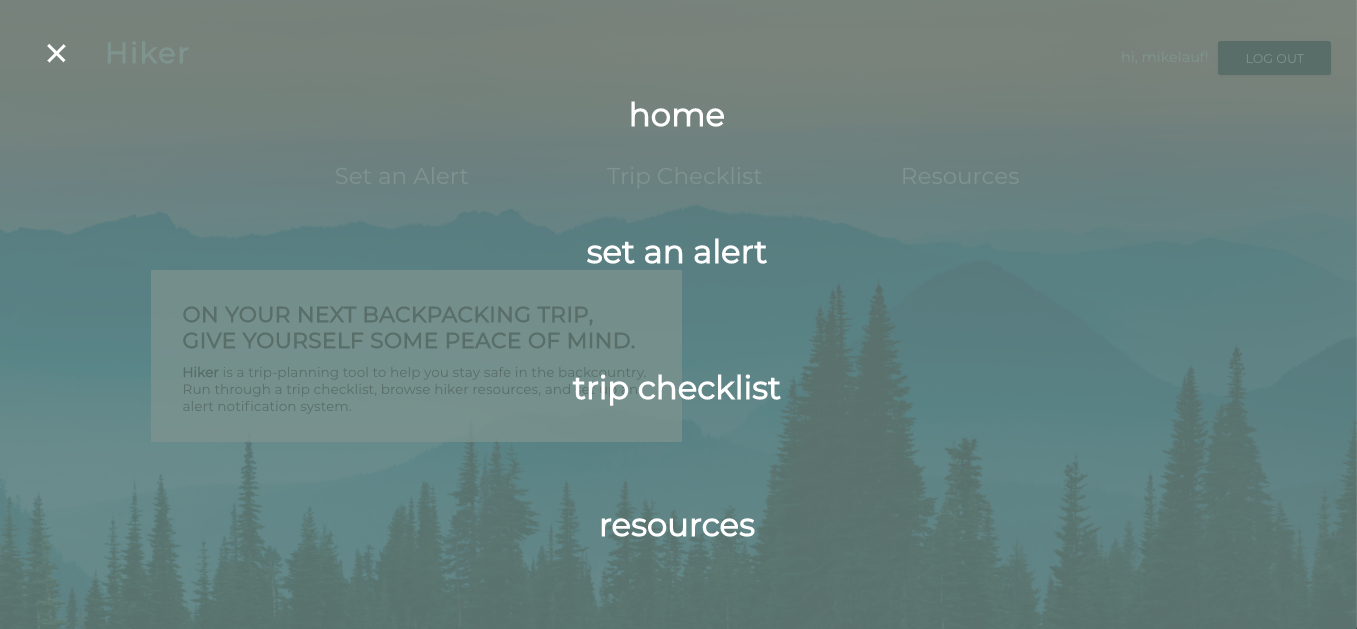 Hiker
hi, mikelauf!
LOG OUT
home
Set an Alert
Trip Checklist
Resources
set an alert
ON YOUR NEXT BACKPACKING TRIP,
GIVE YOURSELF SOME PEACE OF MIND.
Hiker is a trip-planning tool to help you stay safe in the backcountry.
Run through a trip checklist, browse hiker resources, and
alert notification system.
trip checklist
resources